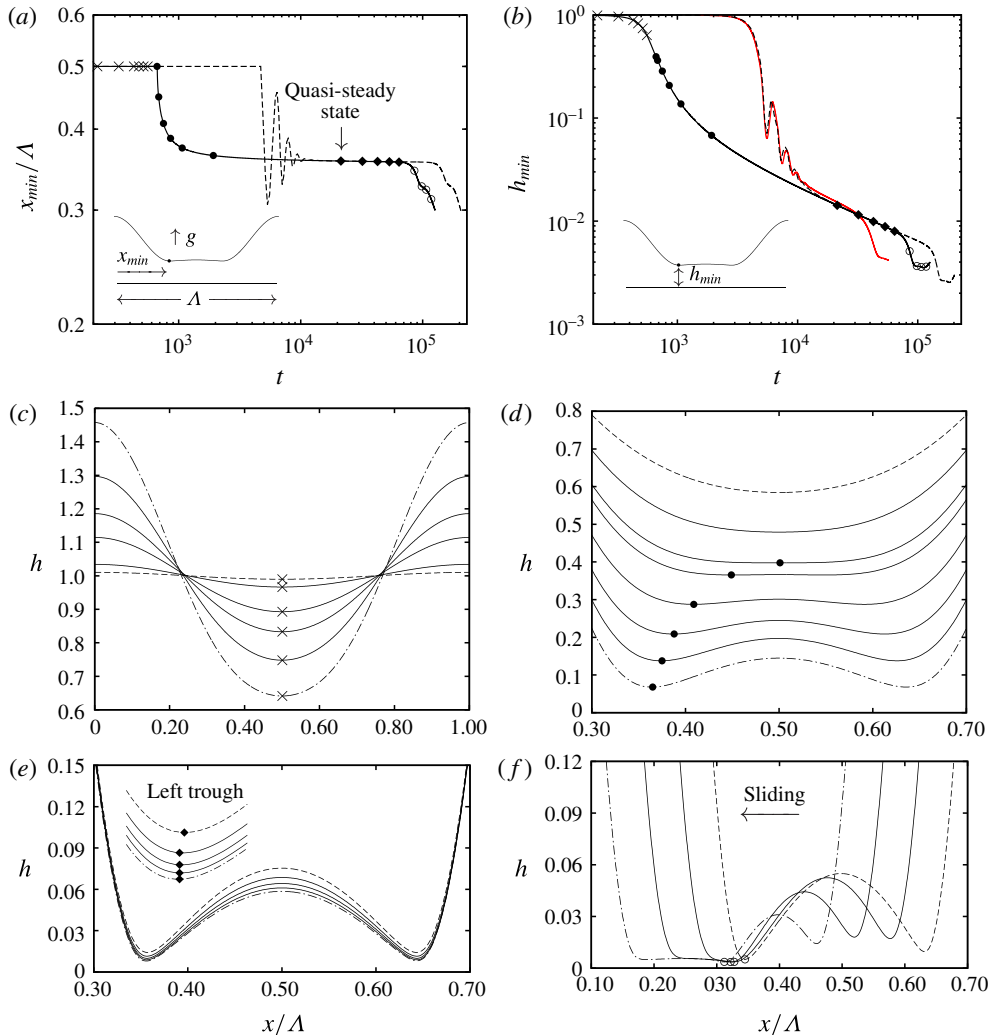 (a)
0.6
0.5
0.4
0.3
0.2
x_min/Λ
Quasi-steady
state
g
x_min
Λ
10^3
10^4
10^5
t
(b)
10^0
10^−1
10^−2
10^−3
h_min
h_min
10^3
10^4
10^5
t
(c)
1.5
1.4
1.3
1.2
1.1
1.0
0.9
0.8
0.7
0.6
h
0
0.20
0.40
0.60
0.80
1.00
(d)
0.8
0.7
0.6
0.5
0.4
0.3
0.2
0.1
0
h
0.30
0.40
0.50
0.60
0.70
(e)
0.15
0.12
0.09
0.06
0.03
0
h
Left trough
0.30
0.40
0.50
0.60
0.70
x/Λ
(f)
0.12
0.09
0.06
0.03
0
h
Sliding
0.10
0.20
030
0.40
0.50
0.60
0.70
x/Λ